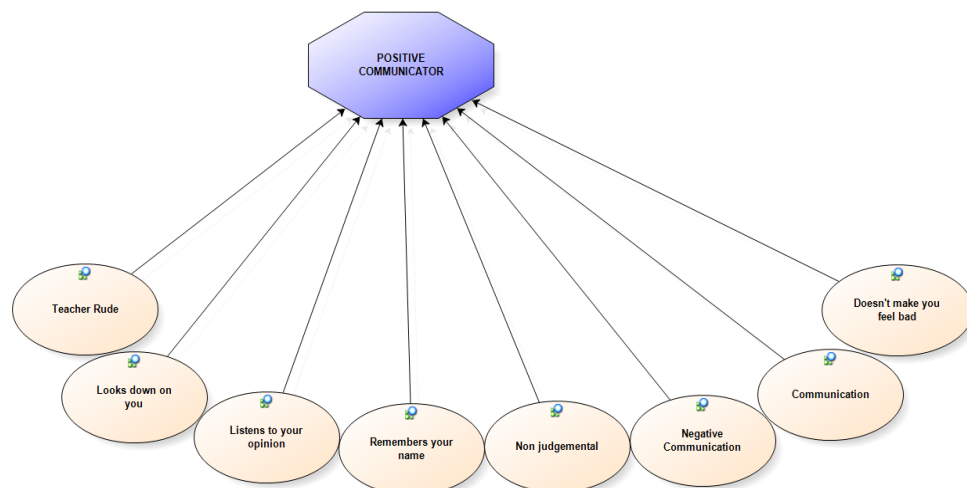 POSITIVE
COMMUNICATOR
Teacher Rude
Looks down on
you
Listens to your
opinion
Remembers your
name
Non judgemental
Negative
Communication
Communication
Doesn't make you
feel bad